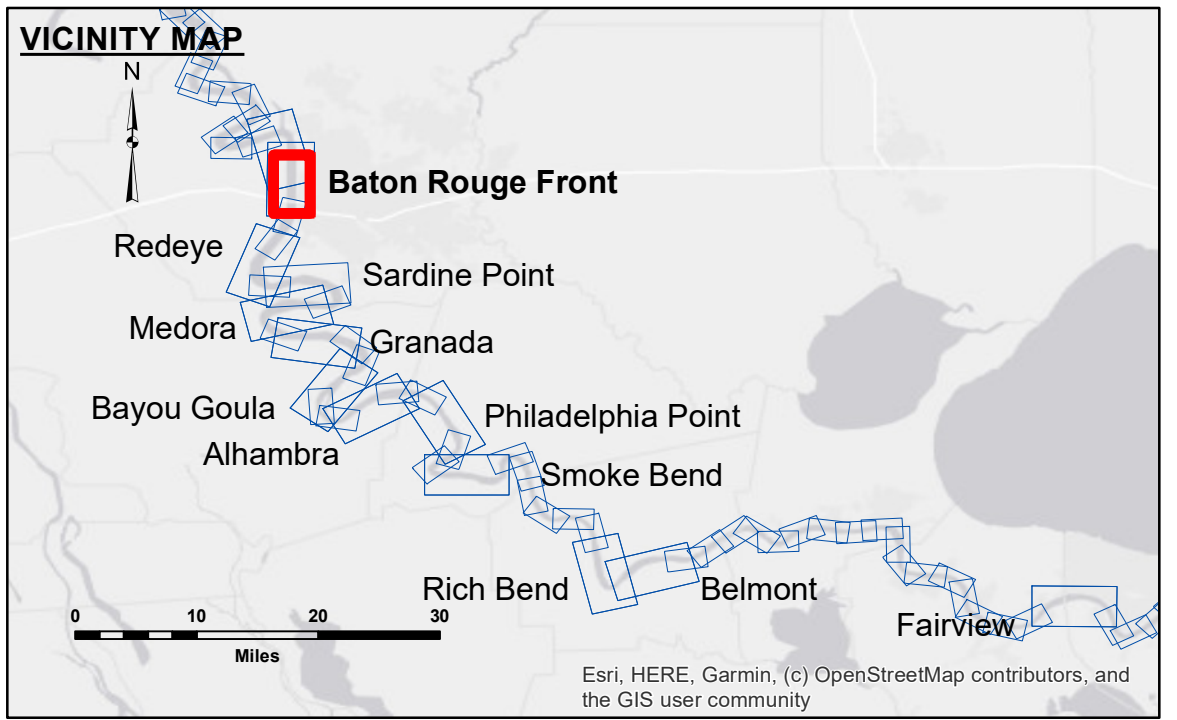 VICINITY MAP
N
Baton Rouge Front
Redeye
Sardine Point
Medora
Granada
Bayou Goula
Philadelphia Point
Alhambra
Smoke Bend
Rich Bend
Belmont
Fairview
0 10 20 30
Miles
Esri, HERE, Garmin, (c) OpenStreetMap contributors, and
the GIS user community